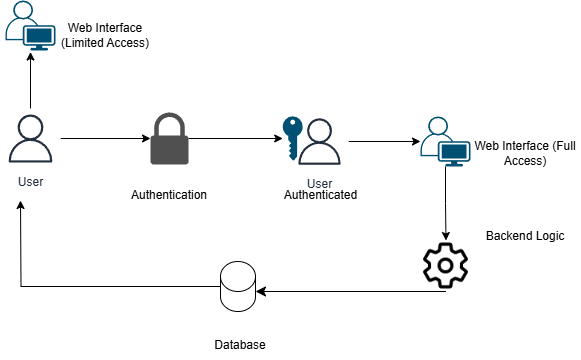 Web Interface
(Limited Access)
User
Authentication
User
Authenticated
Web Interface (Full
Access)
Backend Logic
Database